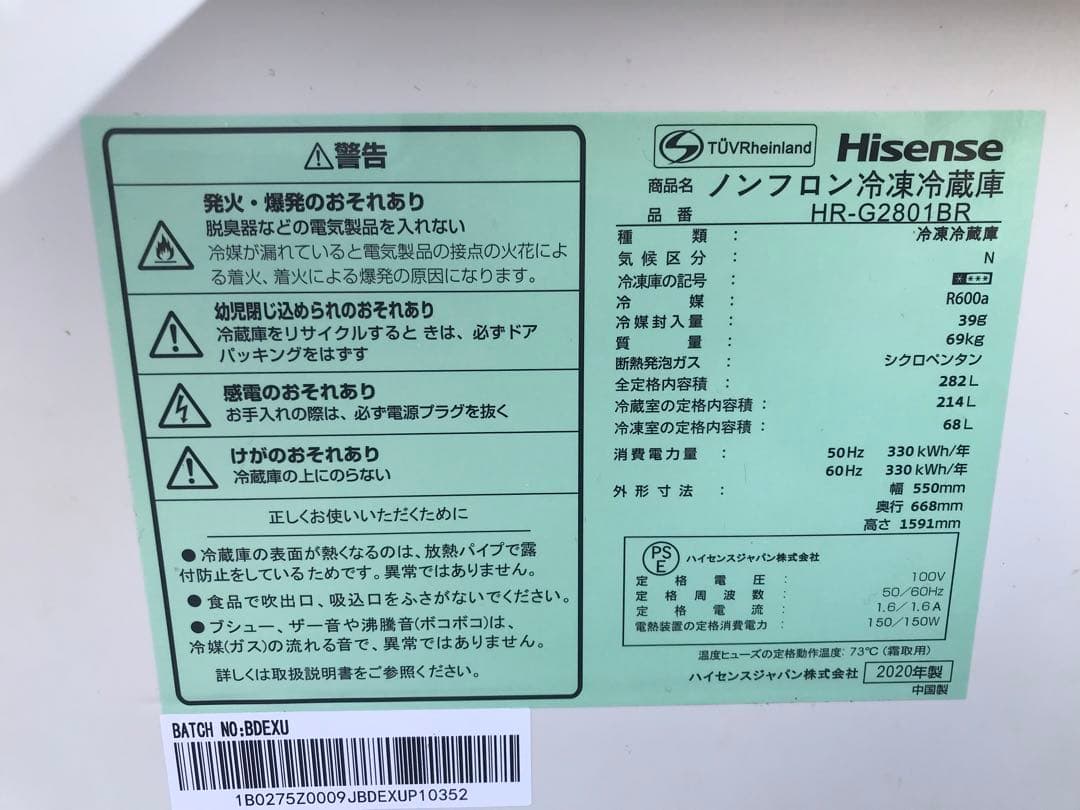 ⚠警告
発火・爆発のおそれあり
脱臭器などの電気製品を入れない
冷媒が漏れていると電気製品の接点の火花によ
る着火、着火による爆発の原因になります。
幼児閉じ込められのおそれあり
冷蔵庫をリサイクルするときは、必ずドア
パッキングをはずす
感電のおそれあり
お手入れの際は、必ず電源プラグを抜く
けがのおそれあり
冷蔵庫の上にのらない
正しくお使いいただくために
●冷蔵庫の表面が熱くなるのは、放熱パイプで露
付防止をしているためです。異常ではありません。
●食品で吹出口、吸込口をふさがないでください。
●ブシュー、ザー音や沸騰音(ボコボコ)は、
冷媒(ガス)の流れる音で、異常ではありません。
詳しくは取扱説明書をご参照ください。
TÜVRheinland Hisense
商品名 ノンフロン冷凍冷蔵庫
品番 HR-G2801BR
種類 : 冷凍冷蔵庫
気候区分 : N
冷凍庫の記号 : ****
冷媒 : R600a
冷媒封入量 : 39g
質量 : 69kg
断熱発泡ガス : シクロペンタン
全定格内容積 : 282L
冷蔵室の定格内容積 : 214L
冷凍室の定格内容積 : 68L
消費電力量 : 50Hz 330kWh/年
60Hz 330kWh/年
外形寸法 : 幅 550mm
奥行 668mm
高さ 1591mm
PSE ハイセンスジャパン株式会社
定格電圧 : 100V
定格周波数 : 50/60Hz
定格電流 : 1.6/1.6A
電熱装置の定格消費電力 : 150/150W
温度ヒューズの定格動作温度: 73℃(霜取用)
ハイセンスジャパン株式会社 2020年製
中国製
BATCH NO:BDEXU
1B0275Z0009JBDEXUP10352